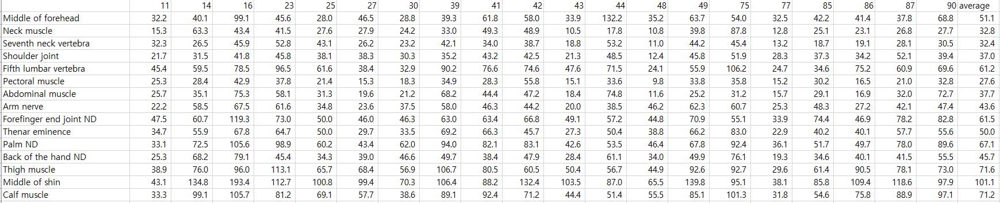 11 14 16 23 25 27 30 39 41 42 43 44 48 49 75 77 85 86 87 90 average
Middle of forehead 32.2 40.1 99.1 45.6 28.0 46.5 28.8 39.3 61.8 58.0 33.9 132.2 35.2 63.7 54.0 32.5 42.2 41.4 37.8 68.8 51.1
Neck muscle 15.3 63.3 43.4 41.5 27.6 27.9 24.2 33.0 49.3 48.9 10.5 17.8 10.8 39.8 87.8 12.8 25.1 23.1 26.8 27.7 32.8
Seventh neck vertebra 32.3 26.5 45.9 52.8 43.1 26.2 23.2 42.1 34.0 38.7 18.8 53.2 11.0 44.2 45.4 13.2 18.7 19.1 28.1 30.5 32.4
Shoulder joint 21.7 31.5 41.8 45.8 38.1 38.3 30.3 35.2 43.2 42.5 21.3 48.5 12.4 45.8 51.9 28.3 37.3 34.2 52.1 39.4 37.0
Fifth lumbar vertebra 45.4 59.5 78.5 96.5 61.6 38.4 32.9 90.2 76.6 74.6 47.6 71.5 24.1 55.9 106.2 24.7 34.6 75.2 60.9 69.6 61.2
Pectoral muscle 25.3 28.4 42.9 37.8 21.4 15.3 18.3 34.9 28.3 55.8 15.1 33.6 9.8 33.8 35.8 15.2 30.2 16.5 21.0 32.8 27.6
Abdominal muscle 25.7 35.1 75.3 58.1 31.3 19.6 21.2 68.2 44.4 47.2 18.4 74.8 11.6 25.2 31.2 15.7 29.1 16.9 32.0 72.7 37.7
Arm nerve 22.2 58.5 67.5 61.6 34.8 23.6 37.5 58.0 46.3 44.2 20.0 38.5 46.2 62.3 60.7 25.3 48.3 27.2 42.1 47.4 43.6
Forefinger end joint ND 47.5 60.7 119.3 73.0 50.0 46.0 46.3 63.0 63.4 66.8 49.1 57.2 44.8 70.9 55.1 33.9 74.4 46.9 78.2 82.8 61.5
Thenar eminence 34.7 55.9 67.8 64.7 50.0 29.7 33.5 69.2 66.3 45.7 27.3 50.4 38.8 66.2 83.0 22.9 40.2 40.1 57.7 55.6 50.0
Palm ND 33.1 72.5 105.6 98.9 60.2 43.4 62.0 94.0 82.1 83.1 42.6 53.5 46.4 67.8 92.4 36.1 51.7 49.7 78.0 89.6 67.1
Back of the hand ND 25.3 68.2 79.1 45.4 34.3 39.0 46.6 49.7 38.4 47.9 28.4 61.1 34.0 49.9 76.1 19.3 34.6 40.1 41.5 55.5 45.7
Thigh muscle 38.9 76.0 96.0 113.1 65.7 68.4 56.9 106.7 80.5 60.5 50.4 56.7 44.9 92.6 92.7 29.6 61.4 90.5 78.1 73.0 71.6
Middle of shin 43.1 134.8 193.4 112.7 100.8 99.4 70.3 106.4 88.2 132.4 103.5 87.0 65.5 139.8 95.1 38.1 85.8 109.4 118.6 97.9 101.1
Calf muscle 33.3 99.1 105.7 81.2 69.1 57.7 38.6 89.1 92.4 71.2 44.4 51.4 55.5 85.1 101.3 31.8 54.6 75.8 88.9 97.1 71.2